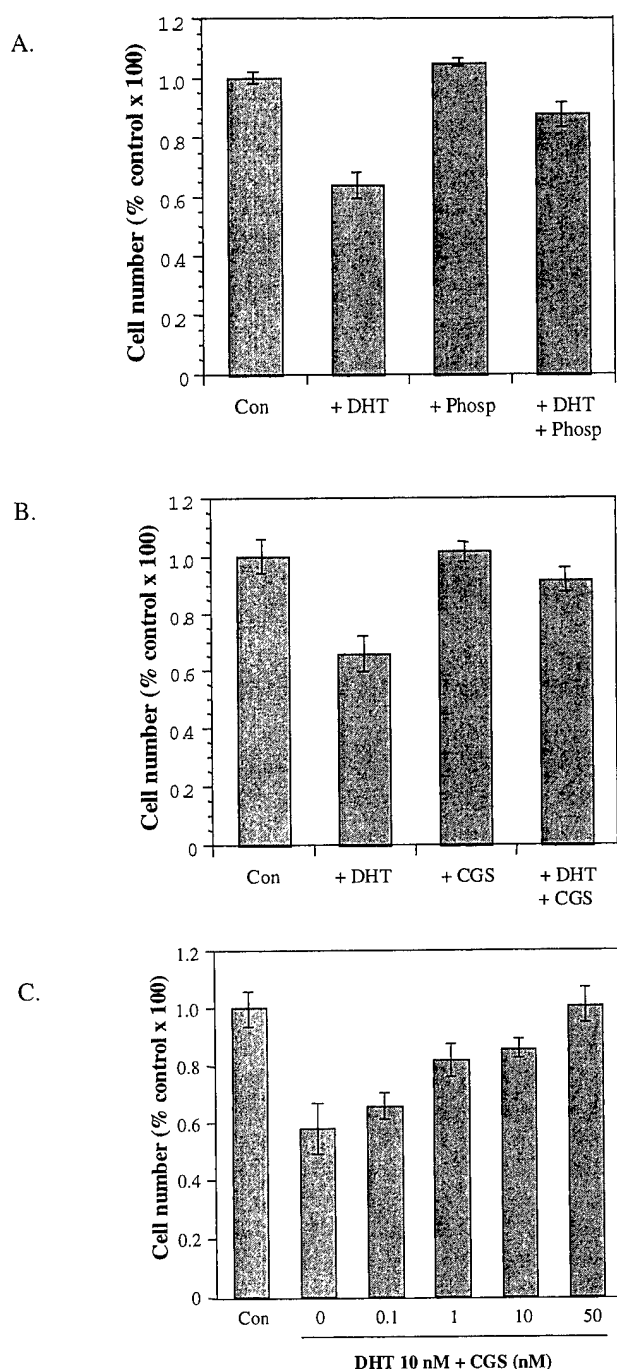 A.
Cell number (% control x 100)
1.2
1.0
0.8
0.6
0.4
0.2
0
Con
+ DHT
+ Phosp
+ DHT
+ Phosp
B.
Cell number (% control x 100)
1.2
1.0
0.8
0.6
0.4
0.2
0
Con
+ DHT
+ CGS
+ DHT
+ CGS
C.
Cell number (% control x 100)
1.2
1.0
0.8
0.6
0.4
0.2
0
Con
0
0.1
1
10
50
DHT 10 nM + CGS (nM)